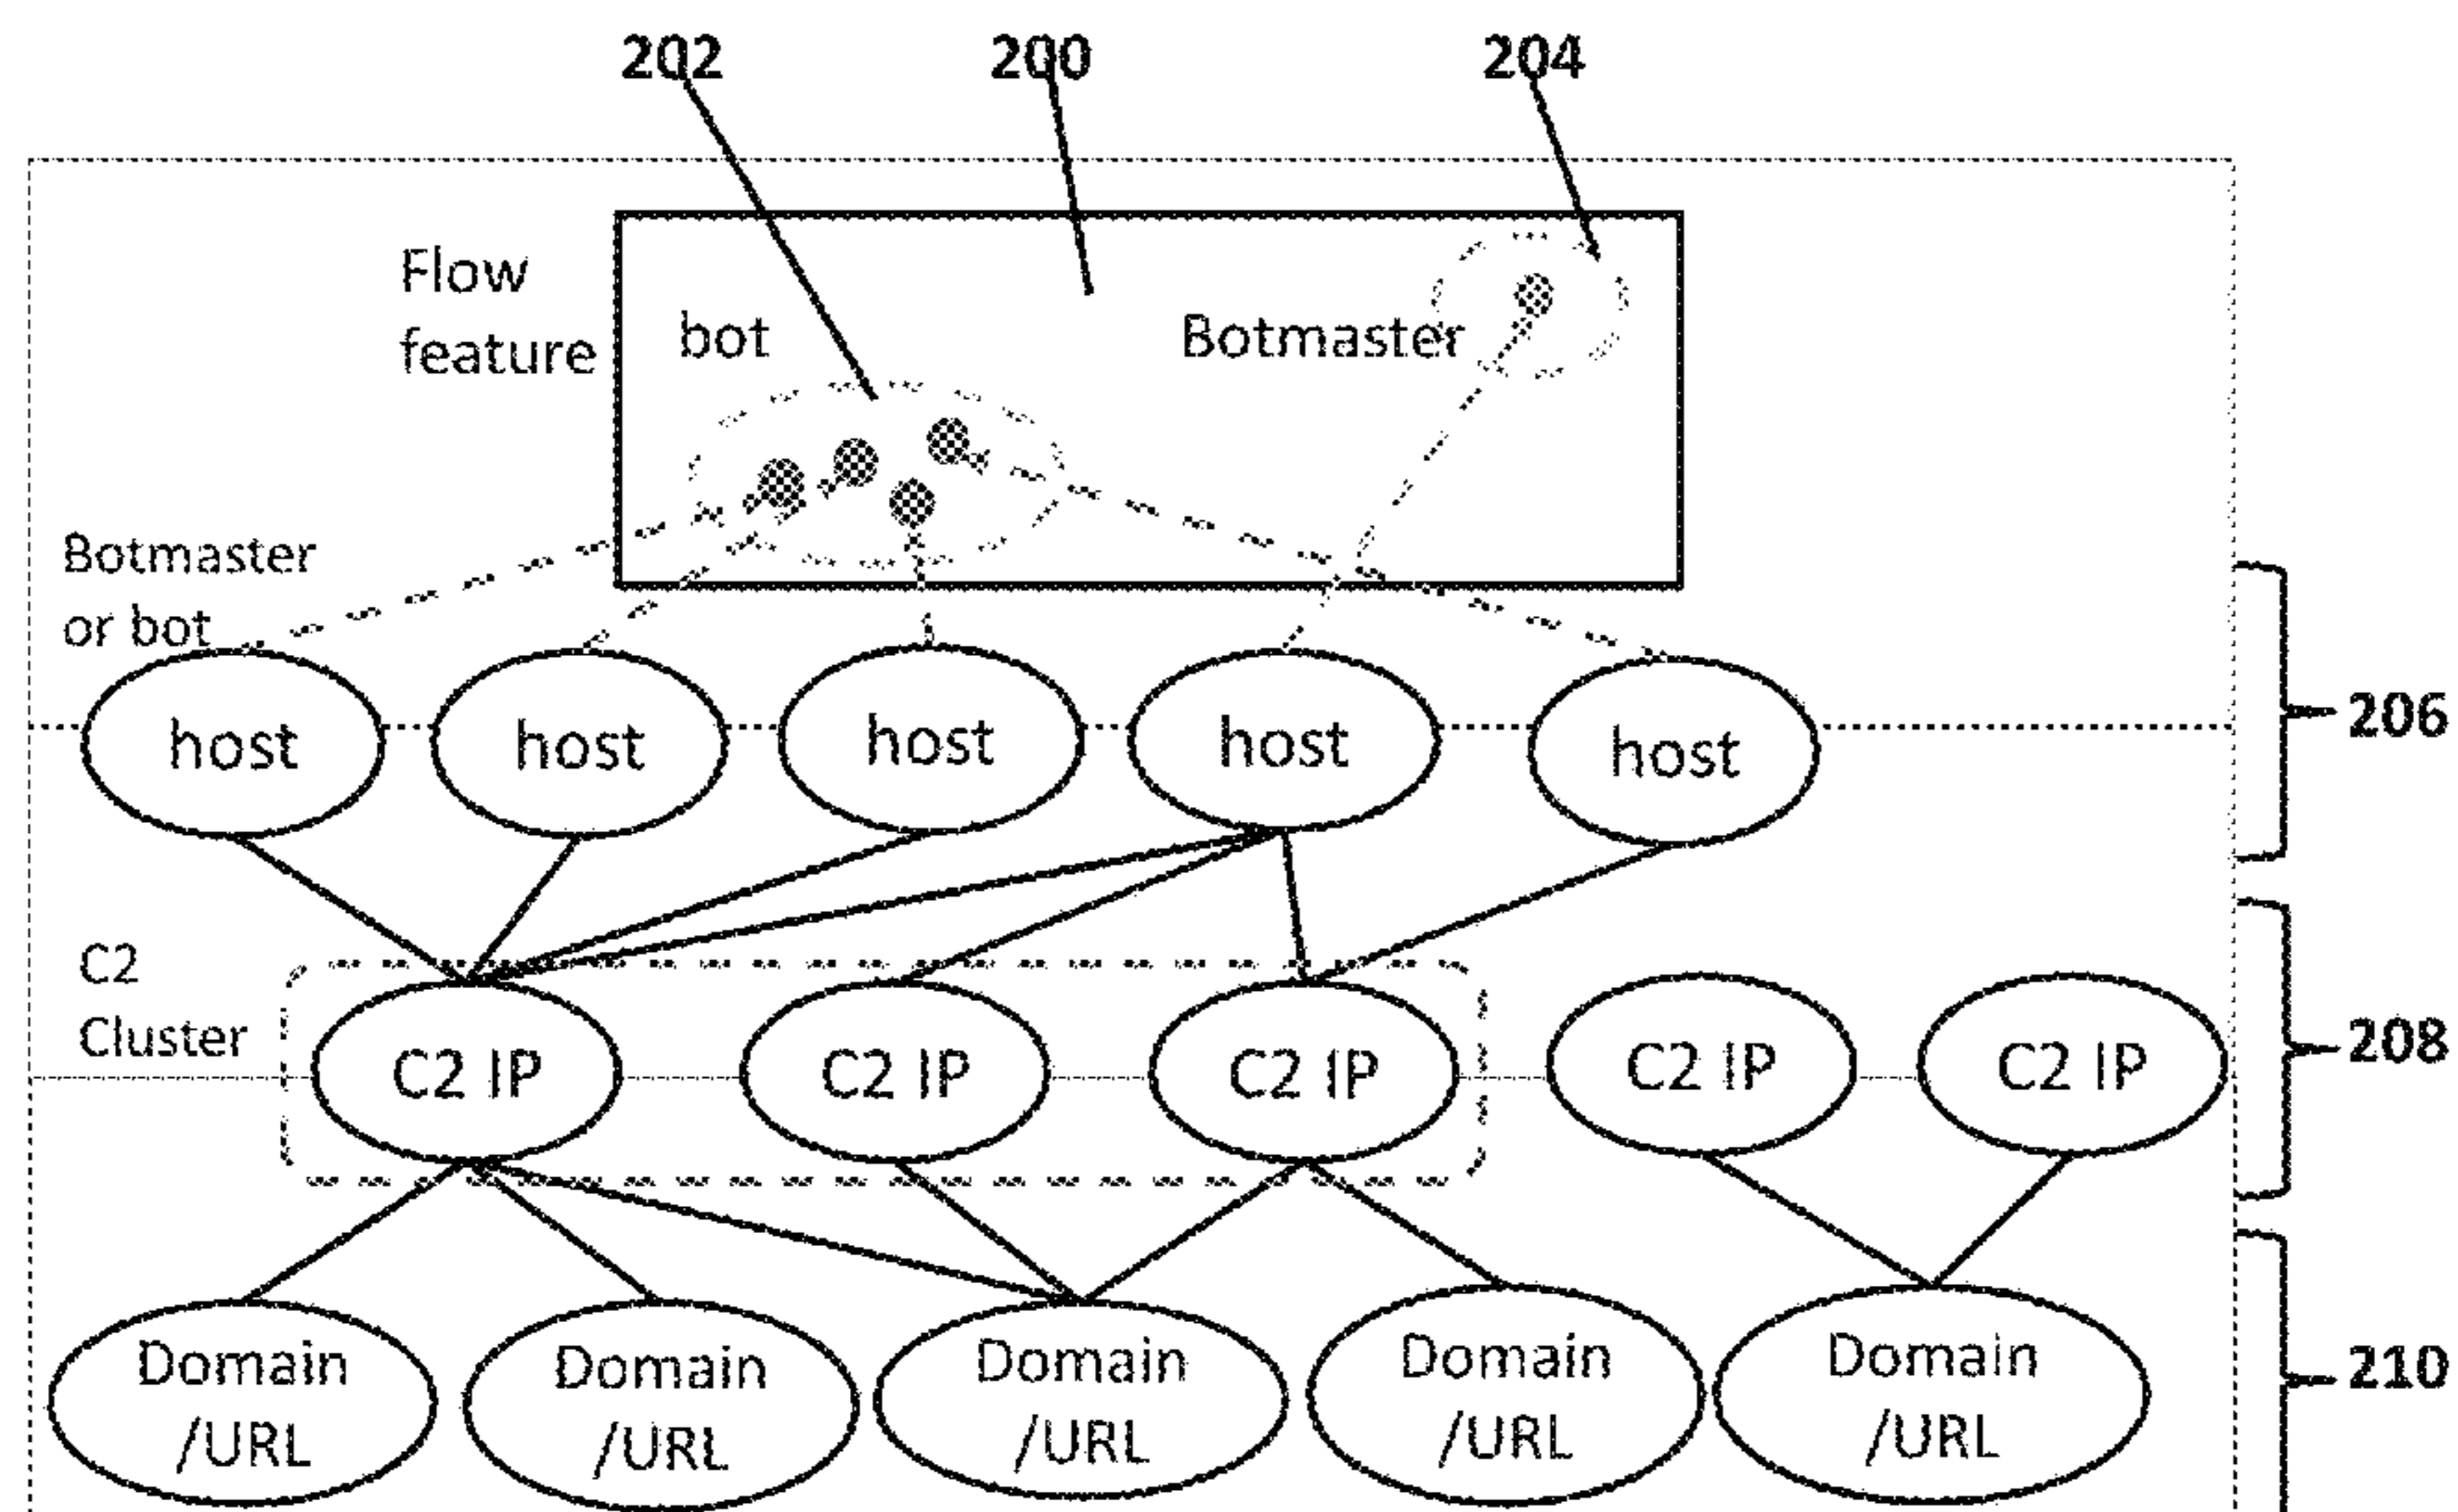 202 200 204
Flow
feature
bot
Botmaster
Botmaster
or bot
host host host host host
206
C2
Cluster
C2 IP C2 IP C2 IP C2 IP C2 IP
208
Domain Domain Domain Domain Domain
/URL /URL /URL /URL /URL
210